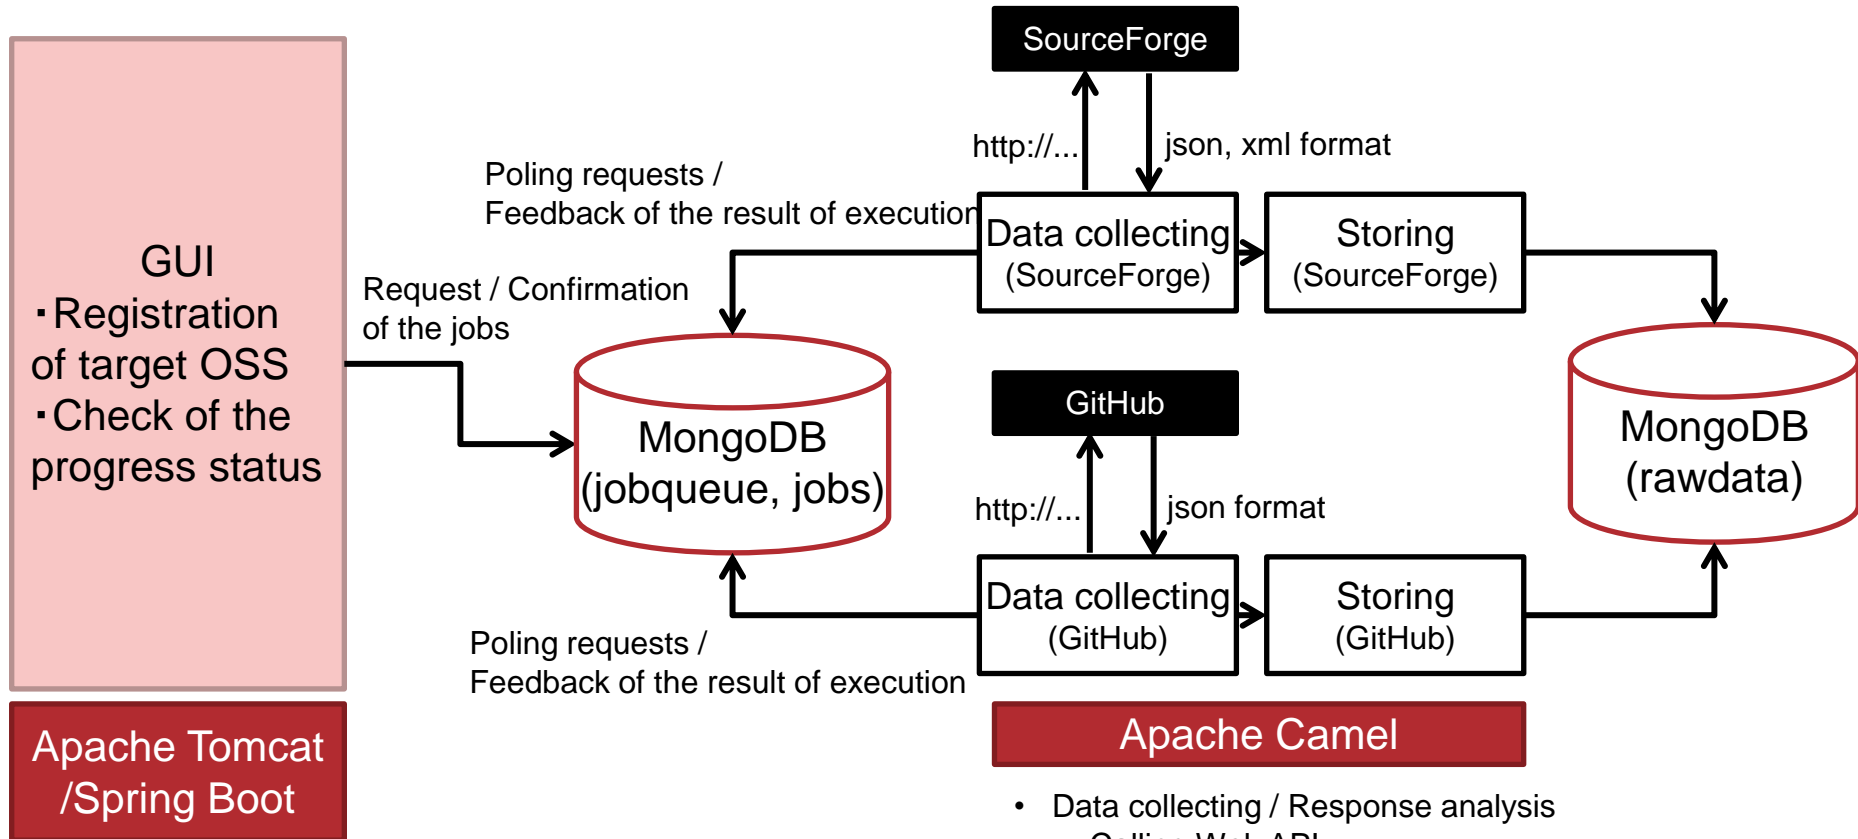 SourceForge
http://...
json, xml format
Poling requests /
Feedback of the result of execution
Data collecting
(SourceForge)
Storing
(SourceForge)
GUI
・Registration
of target OSS
・Check of the
progress status
Request / Confirmation
of the jobs
MongoDB
(jobqueue, jobs)
GitHub
http://...
json format
MongoDB
(rawdata)
Data collecting
(GitHub)
Storing
(GitHub)
Poling requests /
Feedback of the result of execution
Apache Tomcat
/Spring Boot
Apache Camel
• Data collecting / Response analysis
Calling Web API